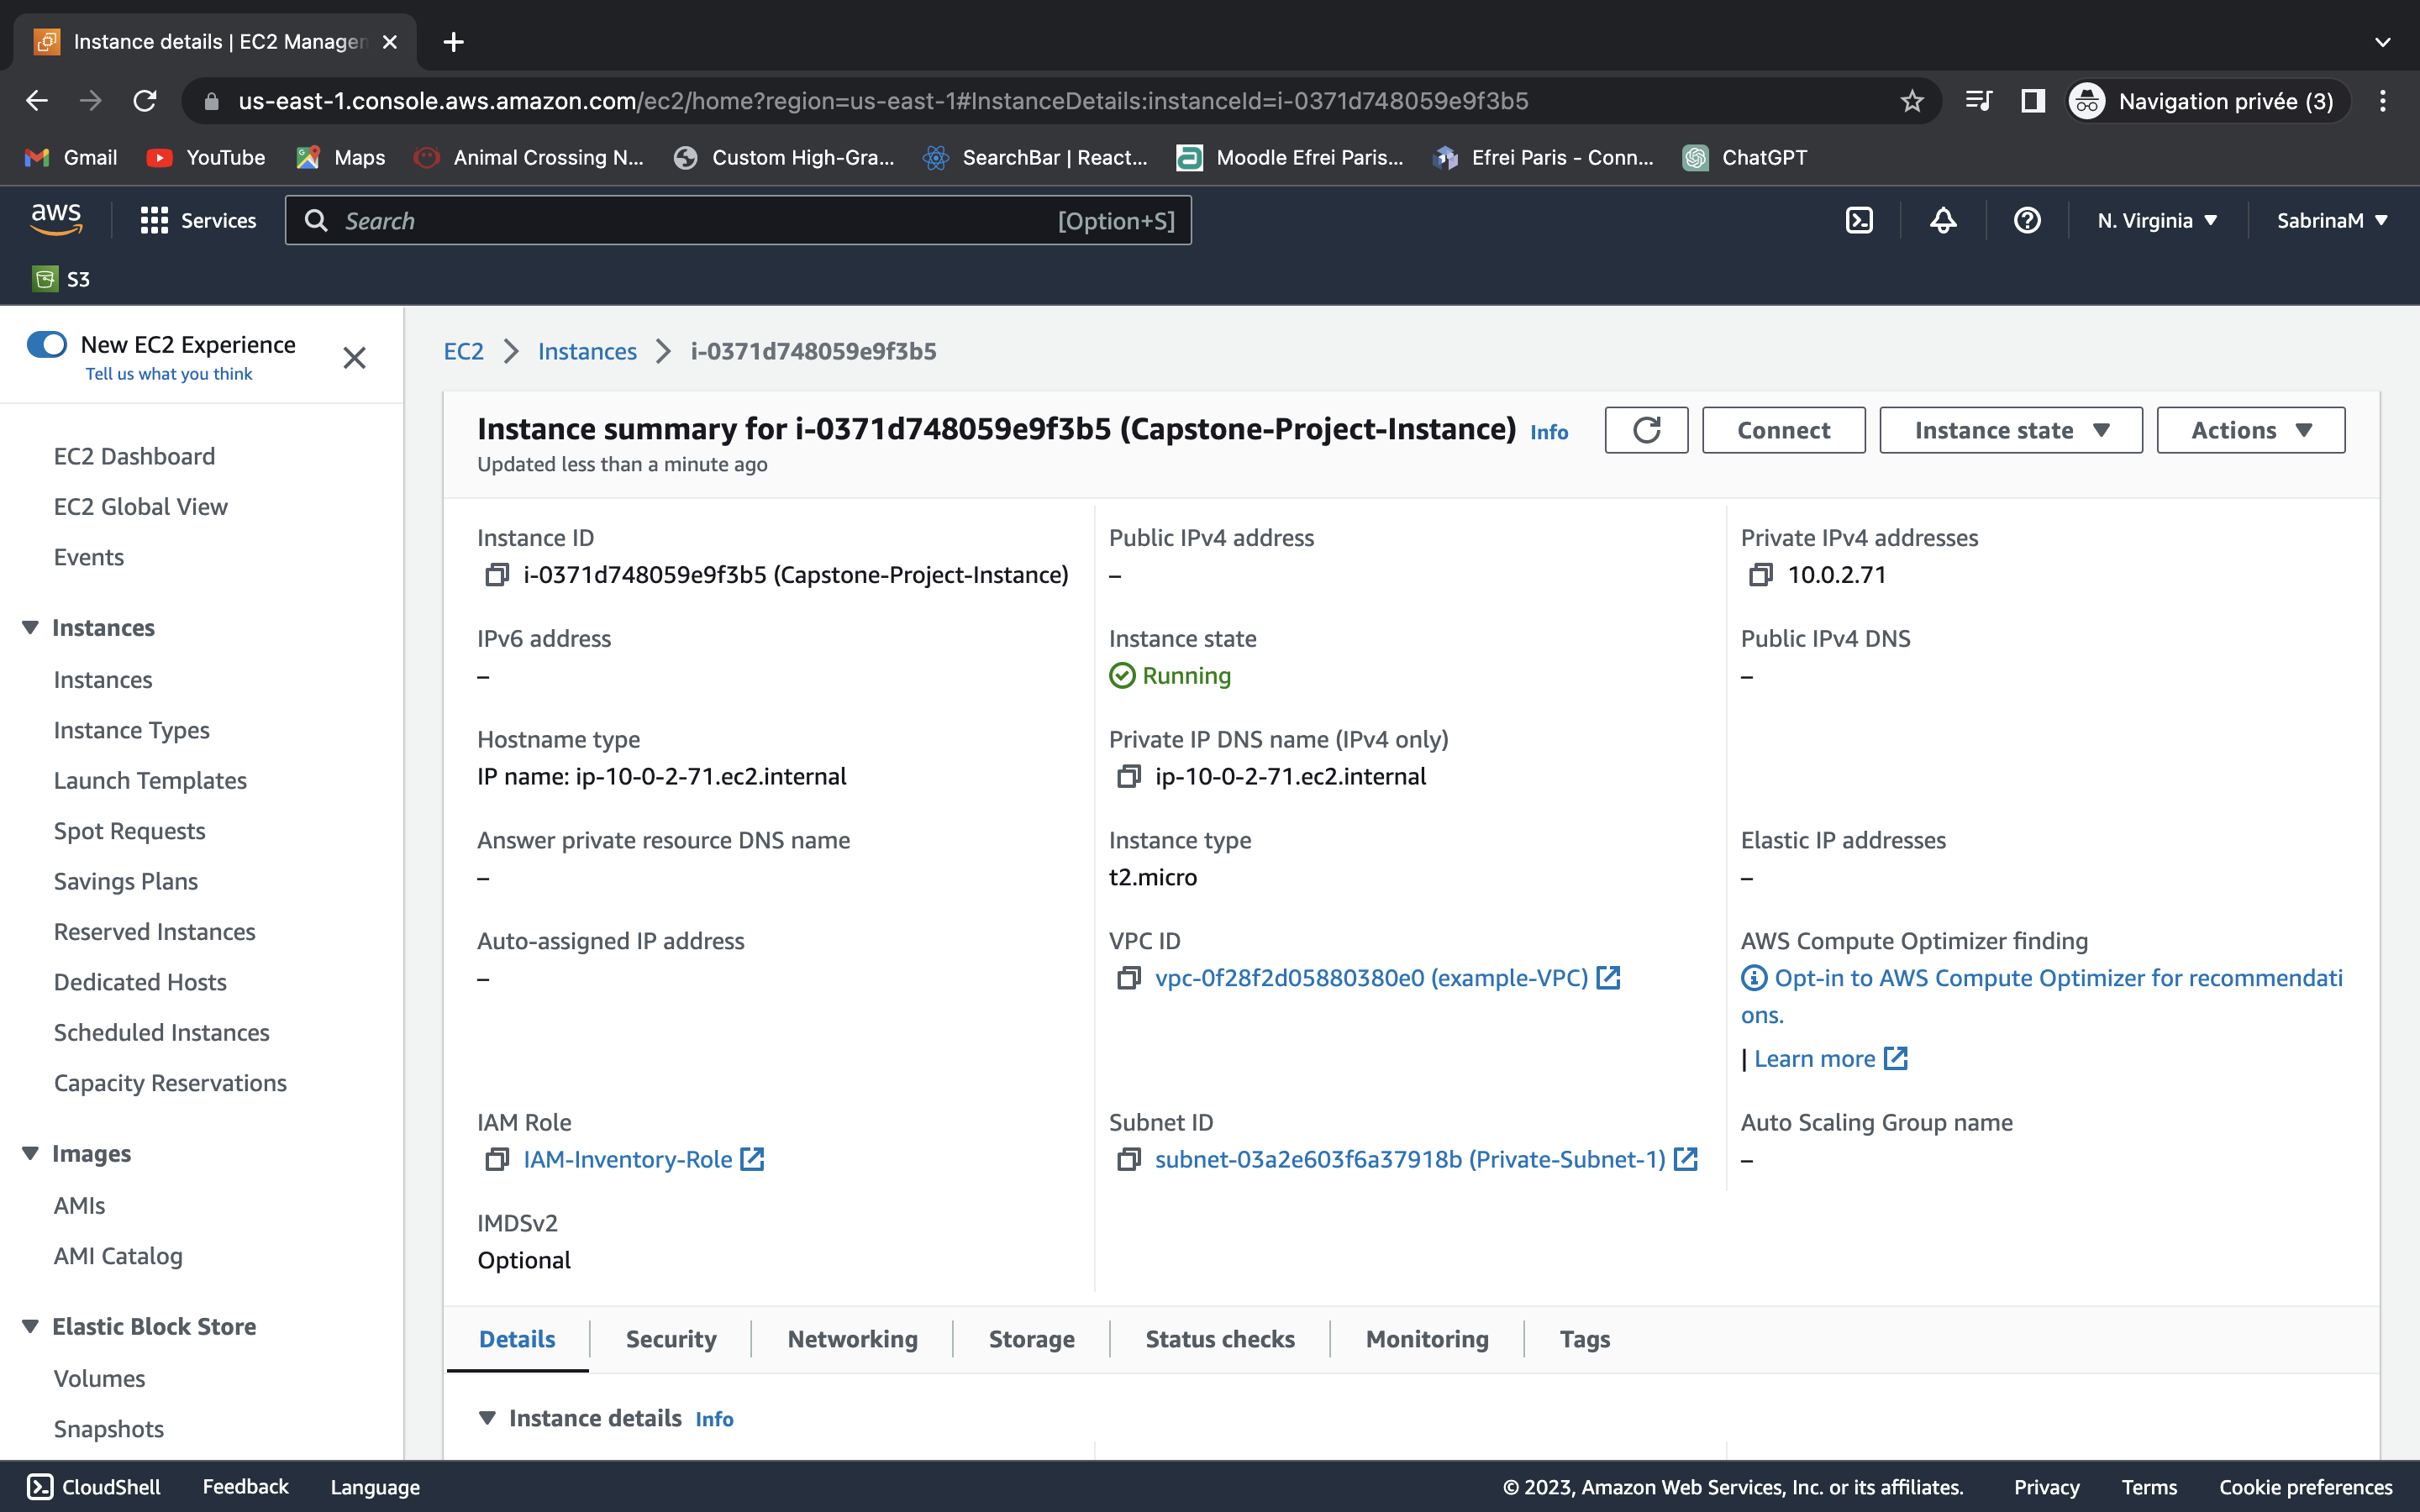 Instance details | EC2 Manager
us-east-1.console.aws.amazon.com/ec2/home?region=us-east-1#InstanceDetails:instanceId=i-0371d748059e9f3b5
Navigation privée (3)
Gmail YouTube Maps Animal Crossing N... Custom High-Gra... SearchBar | React... Moodle Efrei Paris... Efrei Paris - Conn... ChatGPT
aws Services Search [Option+S] N. Virginia SabrinaM
S3
New EC2 Experience
Tell us what you think
EC2 Dashboard
EC2 Global View
Events
Instances
Instances
Instance Types
Launch Templates
Spot Requests
Savings Plans
Reserved Instances
Dedicated Hosts
Scheduled Instances
Capacity Reservations
Images
AMIs
AMI Catalog
Elastic Block Store
Volumes
Snapshots
EC2 Instances i-0371d748059e9f3b5
Instance summary for i-0371d748059e9f3b5 (Capstone-Project-Instance) Info
Updated less than a minute ago
Connect Instance state Actions
Instance ID
i-0371d748059e9f3b5 (Capstone-Project-Instance)
Public IPv4 address
–
Private IPv4 addresses
10.0.2.71
IPv6 address
–
Instance state
Running
Public IPv4 DNS
–
Hostname type
IP name: ip-10-0-2-71.ec2.internal
Private IP DNS name (IPv4 only)
ip-10-0-2-71.ec2.internal
Answer private resource DNS name
–
Instance type
t2.micro
Elastic IP addresses
–
Auto-assigned IP address
–
VPC ID
vpc-0f28f2d05880380e0 (example-VPC)
AWS Compute Optimizer finding
Opt-in to AWS Compute Optimizer for recommendati
ons.
| Learn more
IAM Role
IAM-Inventory-Role
Subnet ID
subnet-03a2e603f6a37918b (Private-Subnet-1)
Auto Scaling Group name
–
IMDSv2
Optional
Details Security Networking Storage Status checks Monitoring Tags
Instance details Info
CloudShell Feedback Language © 2023, Amazon Web Services, Inc. or its affiliates. Privacy Terms Cookie preferences